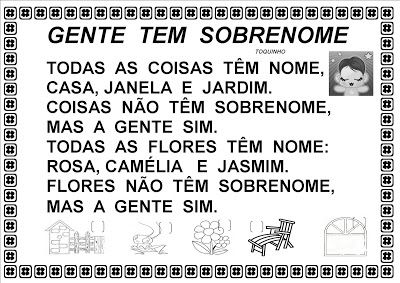 GENTE TEM SOBRENOME
TOQUINHO
TODAS AS COISAS TÊM NOME,
CASA, JANELA E JARDIM.
COISAS NÃO TÊM SOBRENOME,
MAS A GENTE SIM.
TODAS AS FLORES TÊM NOME:
ROSA, CAMÉLIA E JASMIM.
FLORES NÃO TÊM SOBRENOME,
MAS A GENTE SIM.